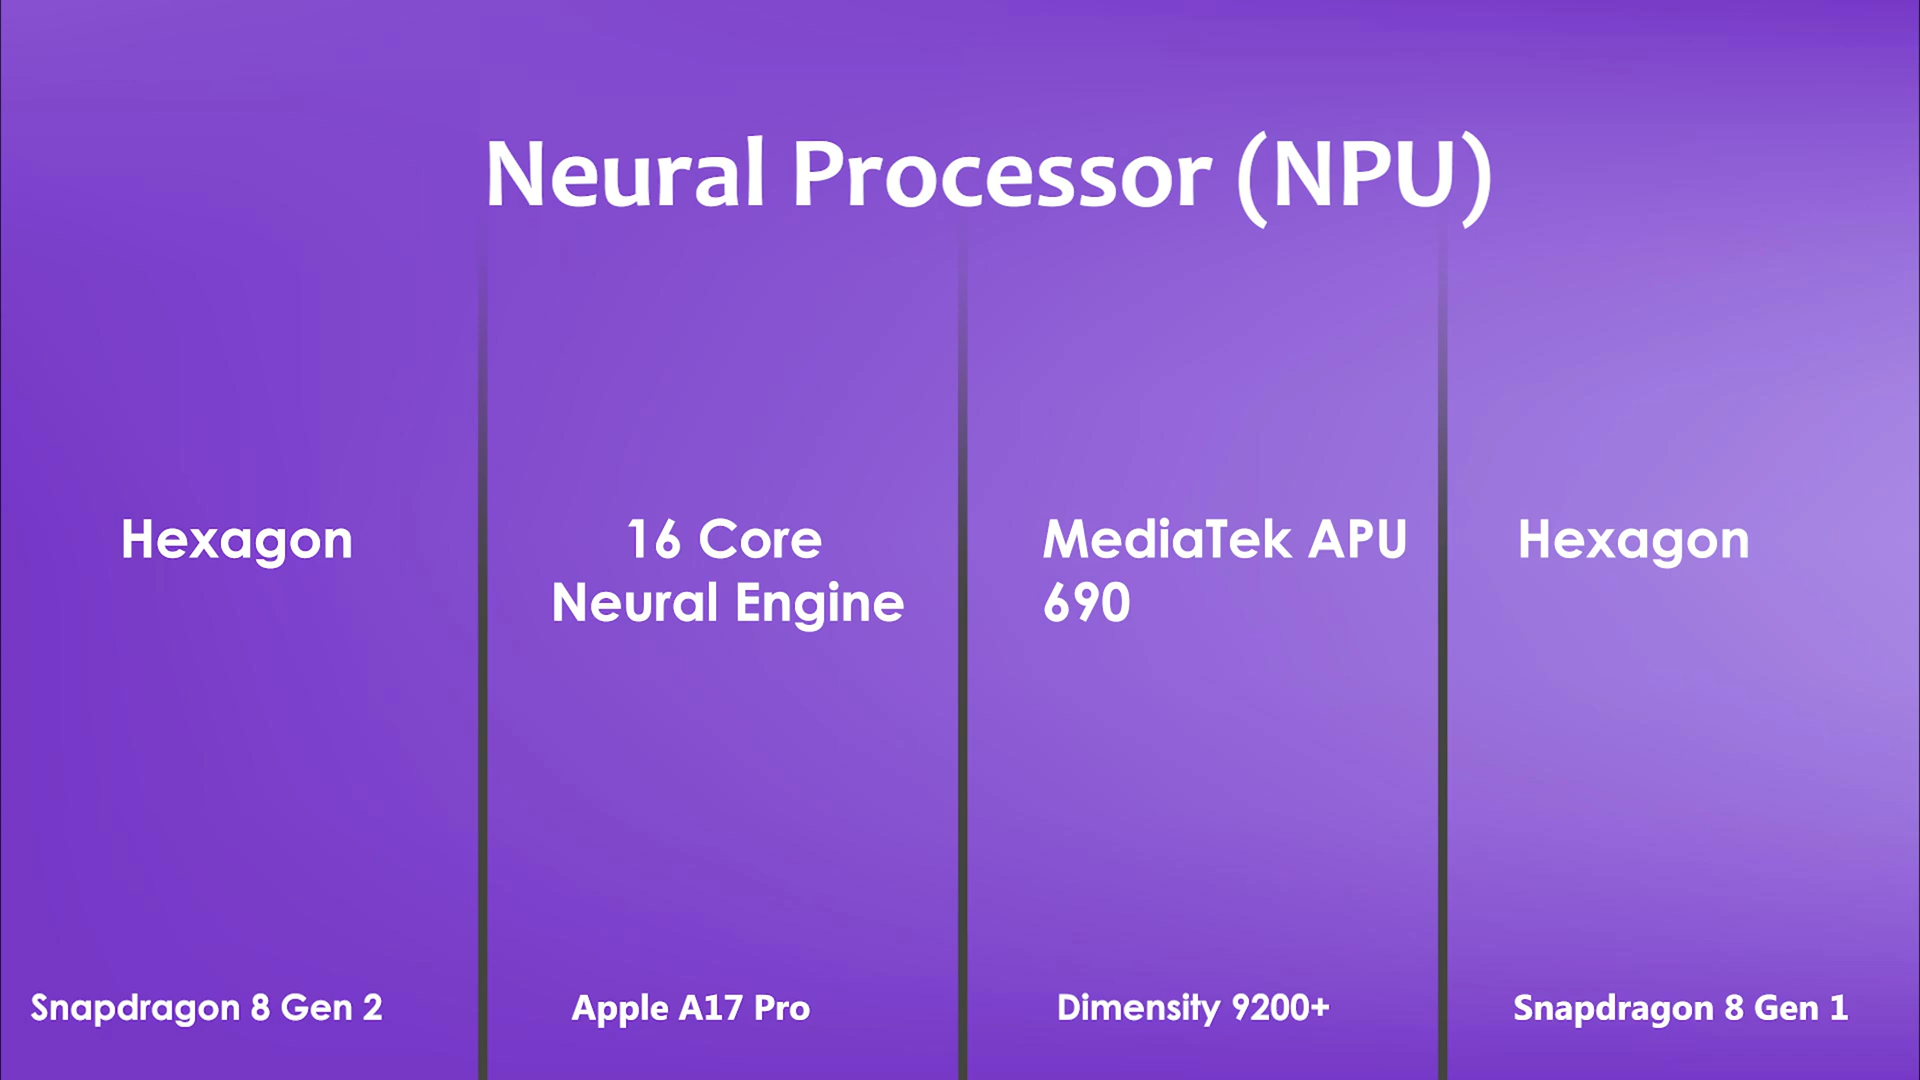 Neural Processor (NPU)
Hexagon
16 Core
Neural Engine
MediaTek APU
690
Hexagon
Snapdragon 8 Gen 2
Apple A17 Pro
Dimensity 9200+
Snapdragon 8 Gen 1